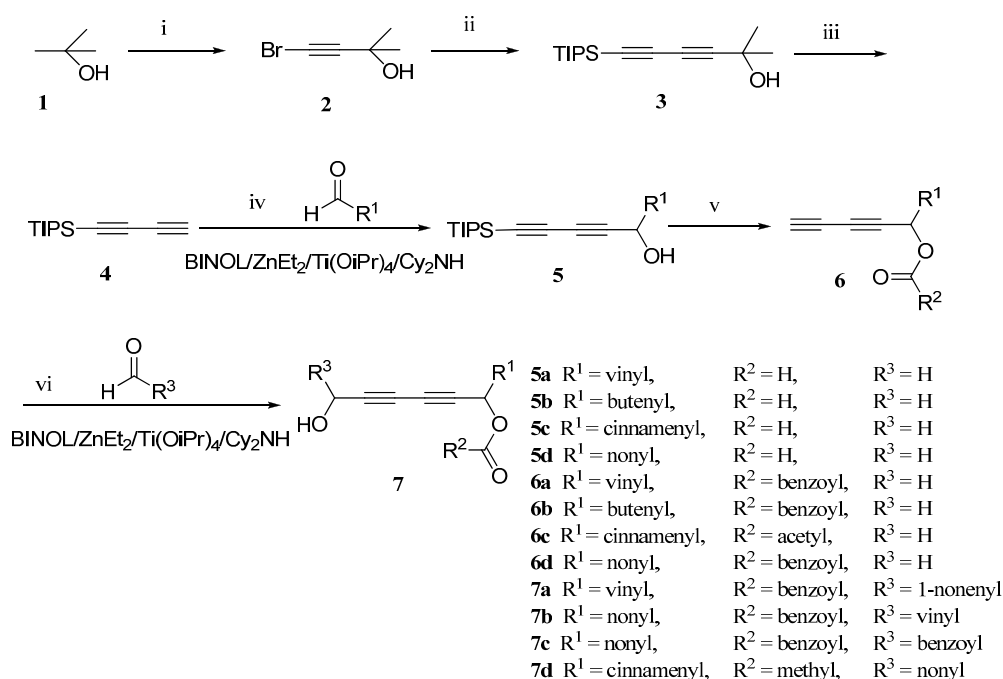 i ii iii
Br TIPS
OH OH OH
1 2 3
O
iv H R¹ R¹ v R¹
TIPS TIPS
4 BINOL/ZnEt₂/Ti(OiPr)₄/Cy₂NH 5 OH 6 O
O R²
O
vi H R³ R³ R¹
BINOL/ZnEt₂/Ti(OiPr)₄/Cy₂NH HO O
R² O
7
5a R¹ = vinyl, R² = H, R³ = H
5b R¹ = butenyl, R² = H, R³ = H
5c R¹ = cinnamenyl, R² = H, R³ = H
5d R¹ = nonyl, R² = H, R³ = H
6a R¹ = vinyl, R² = benzoyl, R³ = H
6b R¹ = butenyl, R² = benzoyl, R³ = H
6c R¹ = cinnamenyl, R² = acetyl, R³ = H
6d R¹ = nonyl, R² = benzoyl, R³ = H
7a R¹ = vinyl, R² = benzoyl, R³ = 1-nonenyl
7b R¹ = nonyl, R² = benzoyl, R³ = vinyl
7c R¹ = nonyl, R² = benzoyl, R³ = benzoyl
7d R¹ = cinnamenyl, R² = methyl, R³ = nonyl